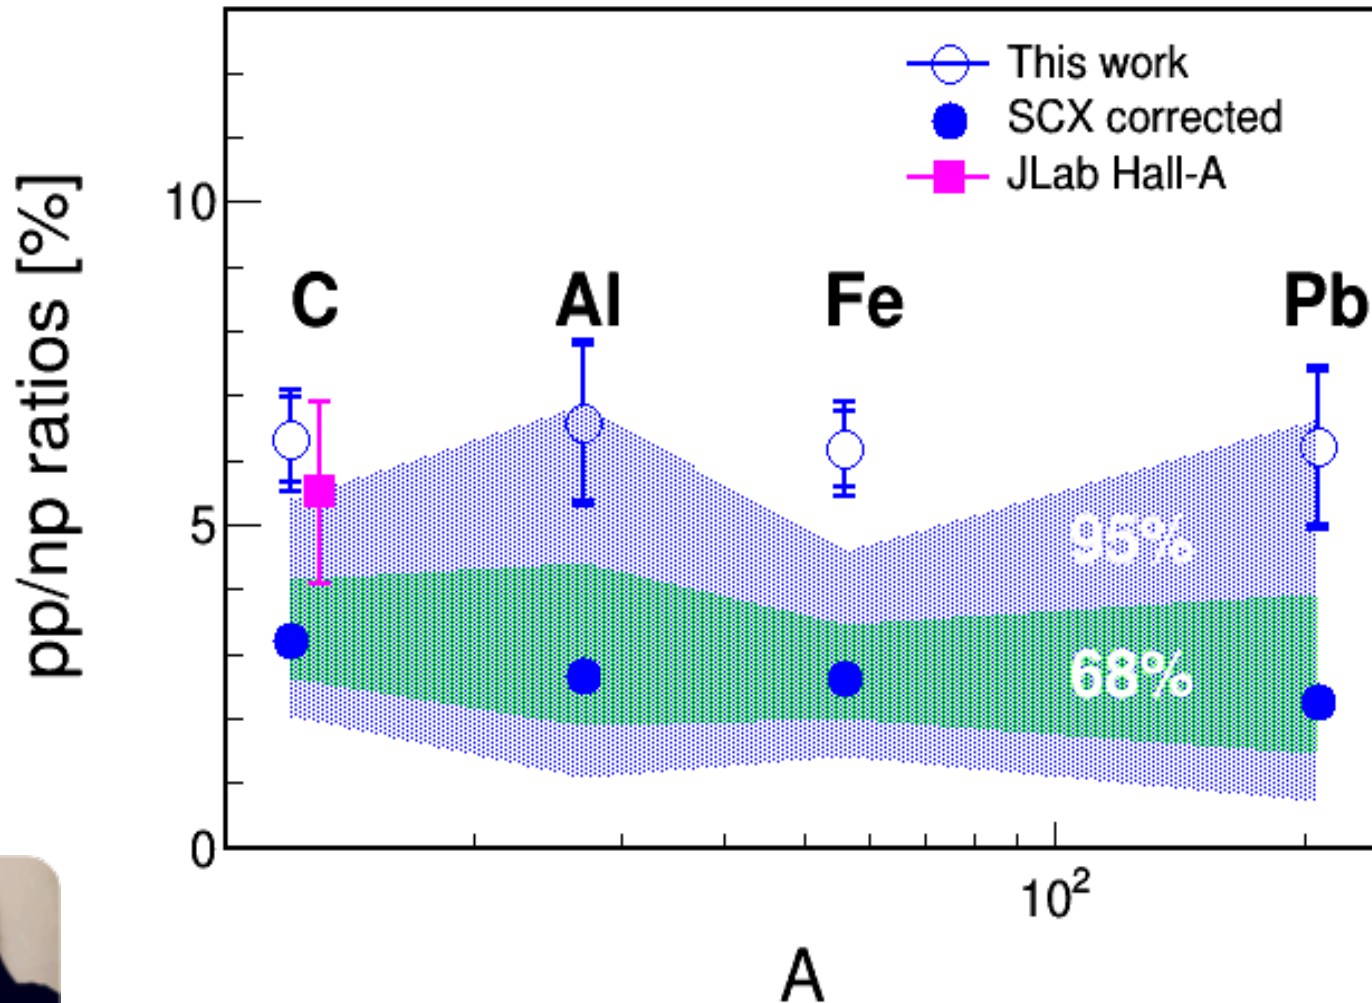 This work
SCX corrected
JLab Hall-A
pp/np ratios [%]
10
5
0
C Al Fe Pb
95%
68%
10²
A